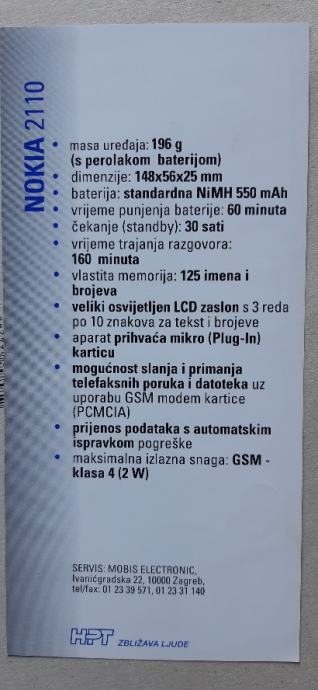 NOKIA 2110
• masa uređaja: 196 g
(s perolakom baterijom)
• dimenzije: 148x56x25 mm
• baterija: standardna NiMH 550 mAh
• vrijeme punjenja baterije: 60 minuta
• čekanje (standby): 30 sati
• vrijeme trajanja razgovora:
160 minuta
• vlastita memorija: 125 imena i
brojeva
• veliki osvijetljen LCD zaslon s 3 reda
po 10 znakova za tekst i brojeve
• aparat prihvaća mikro (Plug-In)
karticu
• mogućnost slanja i primanja
telefaksnih poruka i datoteka uz
uporabu GSM modem kartice
(PCMCIA)
• prijenos podataka s automatskim
ispravkom pogreške
• maksimalna izlazna snaga: GSM -
klasa 4 (2 W)
SERVIS: MOBIS ELECTRONIC,
Ivanićgradska 22, 10000 Zagreb,
tel/fax: 01 23 39 571, 01 23 31 140
HPT ZBLIŽAVA LJUDE